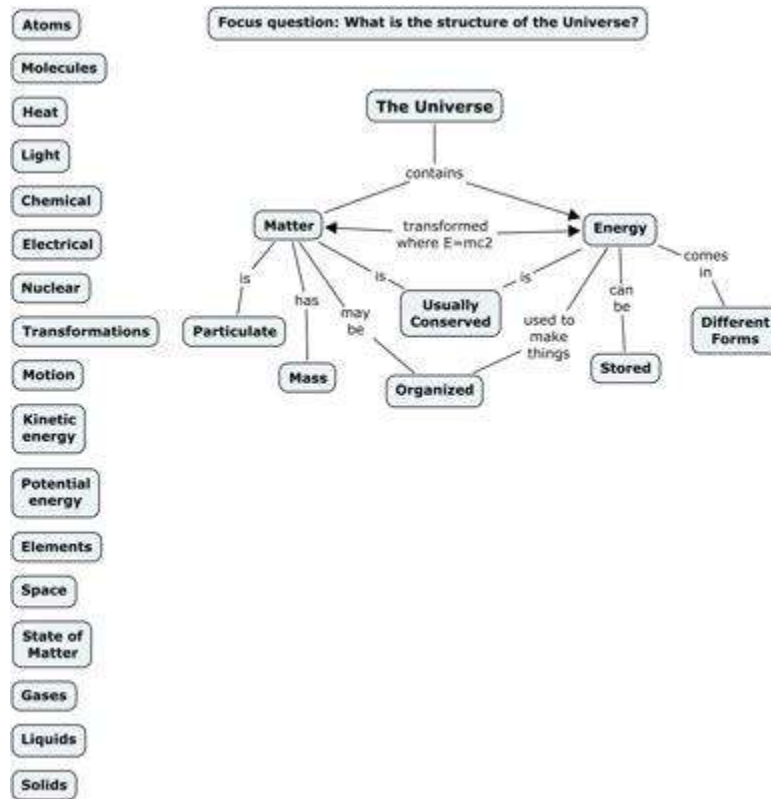 Focus question: What is the structure of the Universe?
Atoms
Molecules
Heat
Light
Chemical
Electrical
Nuclear
Transformations
Motion
Kinetic
energy
Potential
energy
Elements
Space
State of
Matter
Gases
Liquids
Solids
The Universe
contains
Matter
transformed
where E=mc2
Energy
is
has
may
be
is
is
used to
make
things
can
be
comes
in
Particulate
Mass
Usually
Conserved
Organized
Stored
Different
Forms